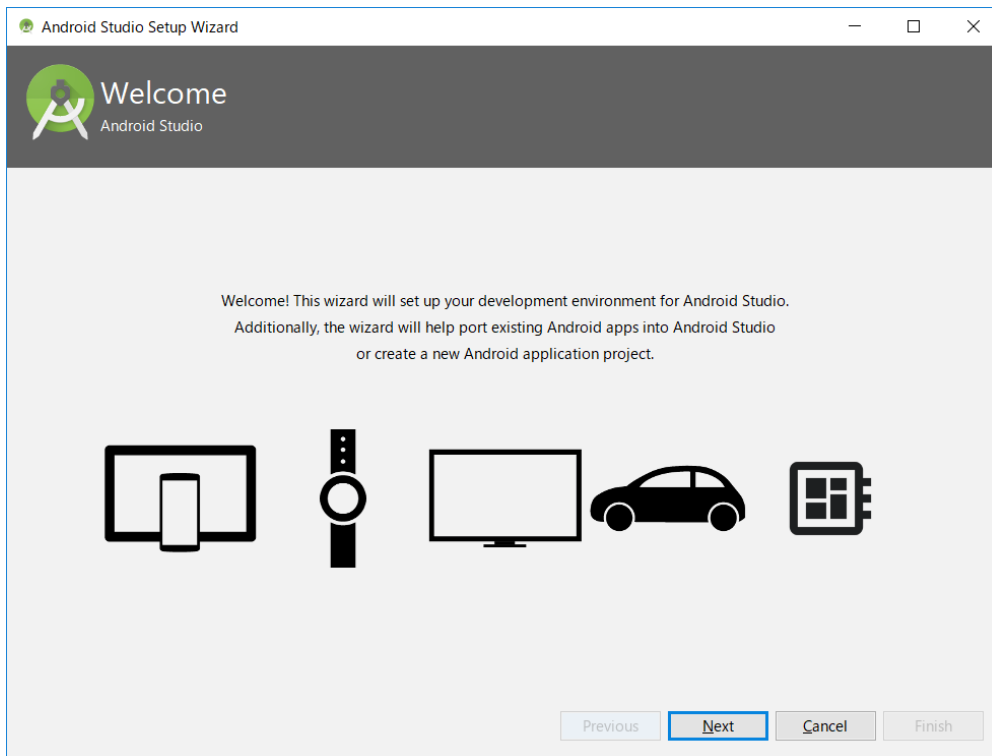 Android Studio Setup Wizard
Welcome
Android Studio
Welcome! This wizard will set up your development environment for Android Studio.
Additionally, the wizard will help port existing Android apps into Android Studio
or create a new Android application project.
Previous Next Cancel Finish